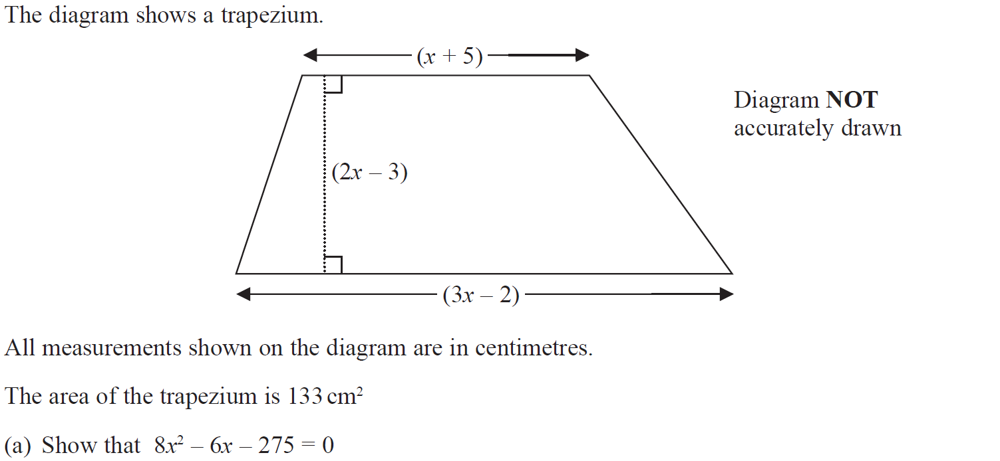 The diagram shows a trapezium.
(x + 5)
Diagram NOT
accurately drawn
(2x – 3)
(3x – 2)
All measurements shown on the diagram are in centimetres.
The area of the trapezium is 133 cm²
(a) Show that 8x² – 6x – 275 = 0